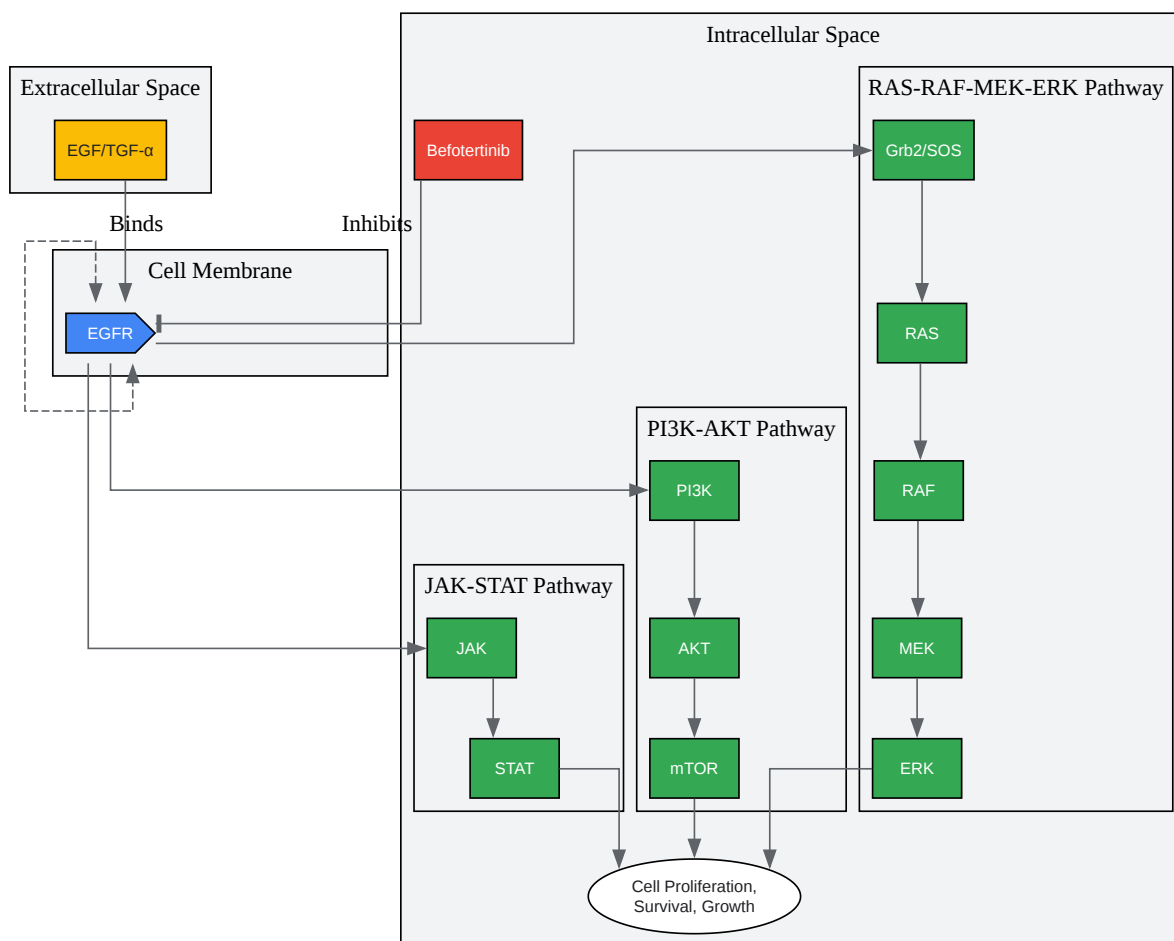 Intracellular Space
Extracellular Space
RAS-RAF-MEK-ERK Pathway
EGF/TGF-α
Befotertinib
Grb2/SOS
Binds
Inhibits
Cell Membrane
EGFR
RAS
PI3K-AKT Pathway
PI3K
RAF
JAK-STAT Pathway
JAK
AKT
MEK
STAT
mTOR
ERK
Cell Proliferation,
Survival, Growth